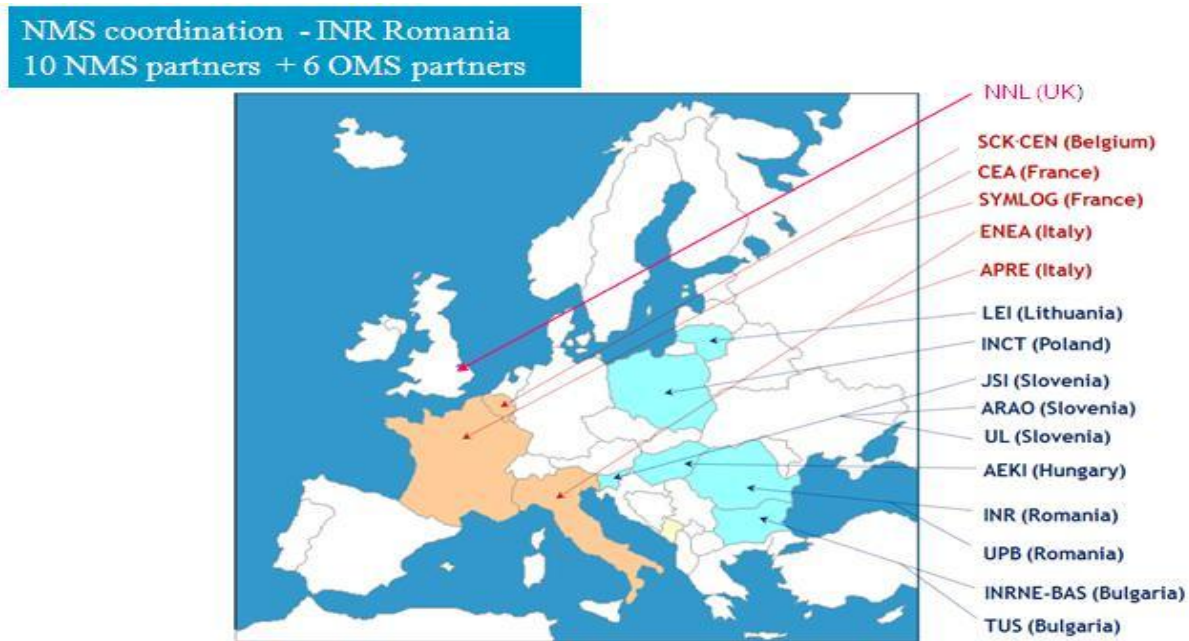 NMS coordination - INR Romania
10 NMS partners + 6 OMS partners
NNL (UK)
SCK·CEN (Belgium)
CEA (France)
SYMLOG (France)
ENEA (Italy)
APRE (Italy)
LEI (Lithuania)
INCT (Poland)
JSI (Slovenia)
ARAO (Slovenia)
UL (Slovenia)
AEKI (Hungary)
INR (Romania)
UPB (Romania)
INRNE-BAS (Bulgaria)
TUS (Bulgaria)